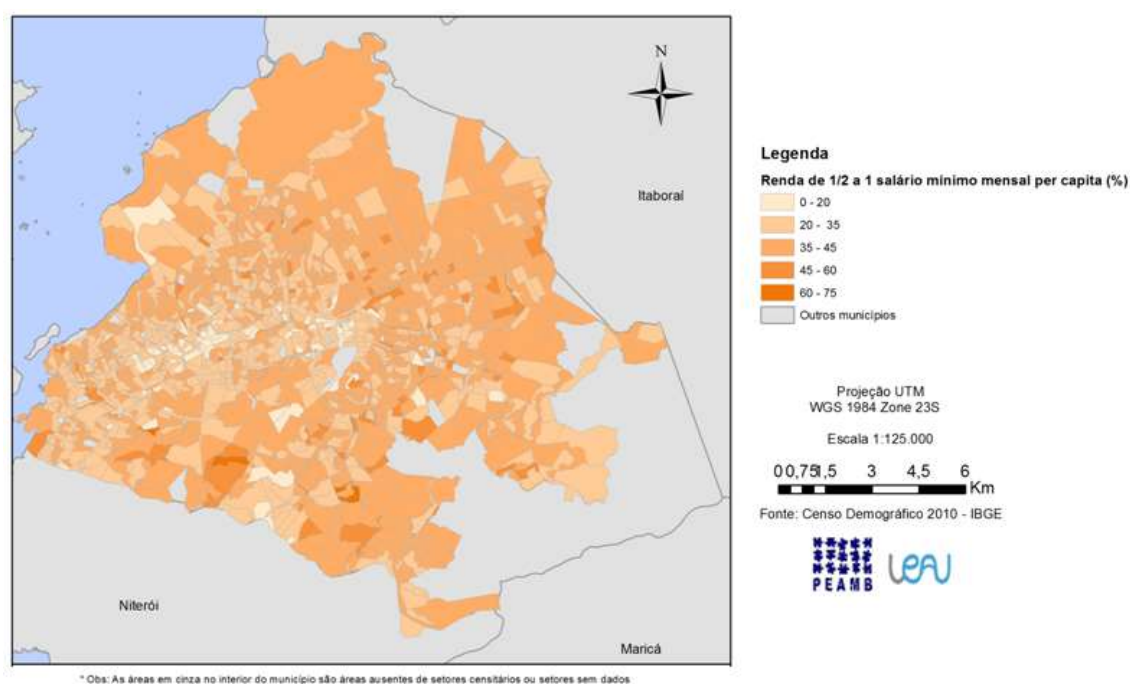 N
Itaboraí
Niterói
Maricá
Legenda
Renda de 1/2 a 1 salário mínimo mensal per capita (%)
0 - 20
20 - 35
35 - 45
45 - 60
60 - 75
Outros municípios
Projeção UTM
WGS 1984 Zone 23S
Escala 1:125.000
0 0,75 1,5 3 4,5 6
Km
Fonte: Censo Demográfico 2010 - IBGE
PEAMB
* Obs: As áreas em cinza no interior do município são áreas ausentes de setores censitários ou setores sem dados